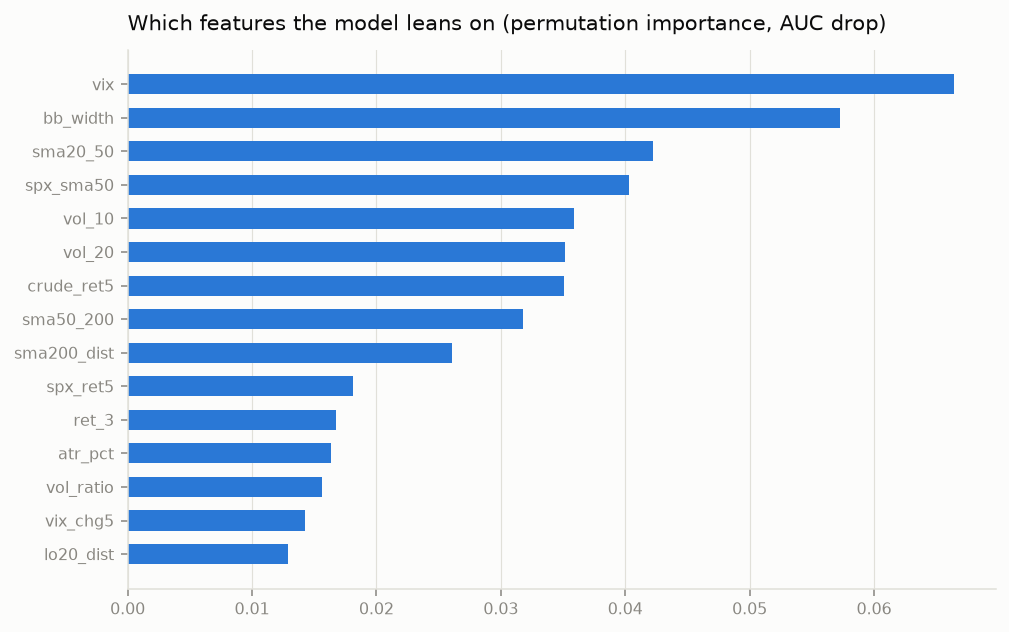 Which features the model leans on (permutation importance, AUC drop)
vix
bb_width
sma20_50
spx_sma50
vol_10
vol_20
crude_ret5
sma50_200
sma200_dist
spx_ret5
ret_3
atr_pct
vol_ratio
vix_chg5
lo20_dist
0.00 0.01 0.02 0.03 0.04 0.05 0.06